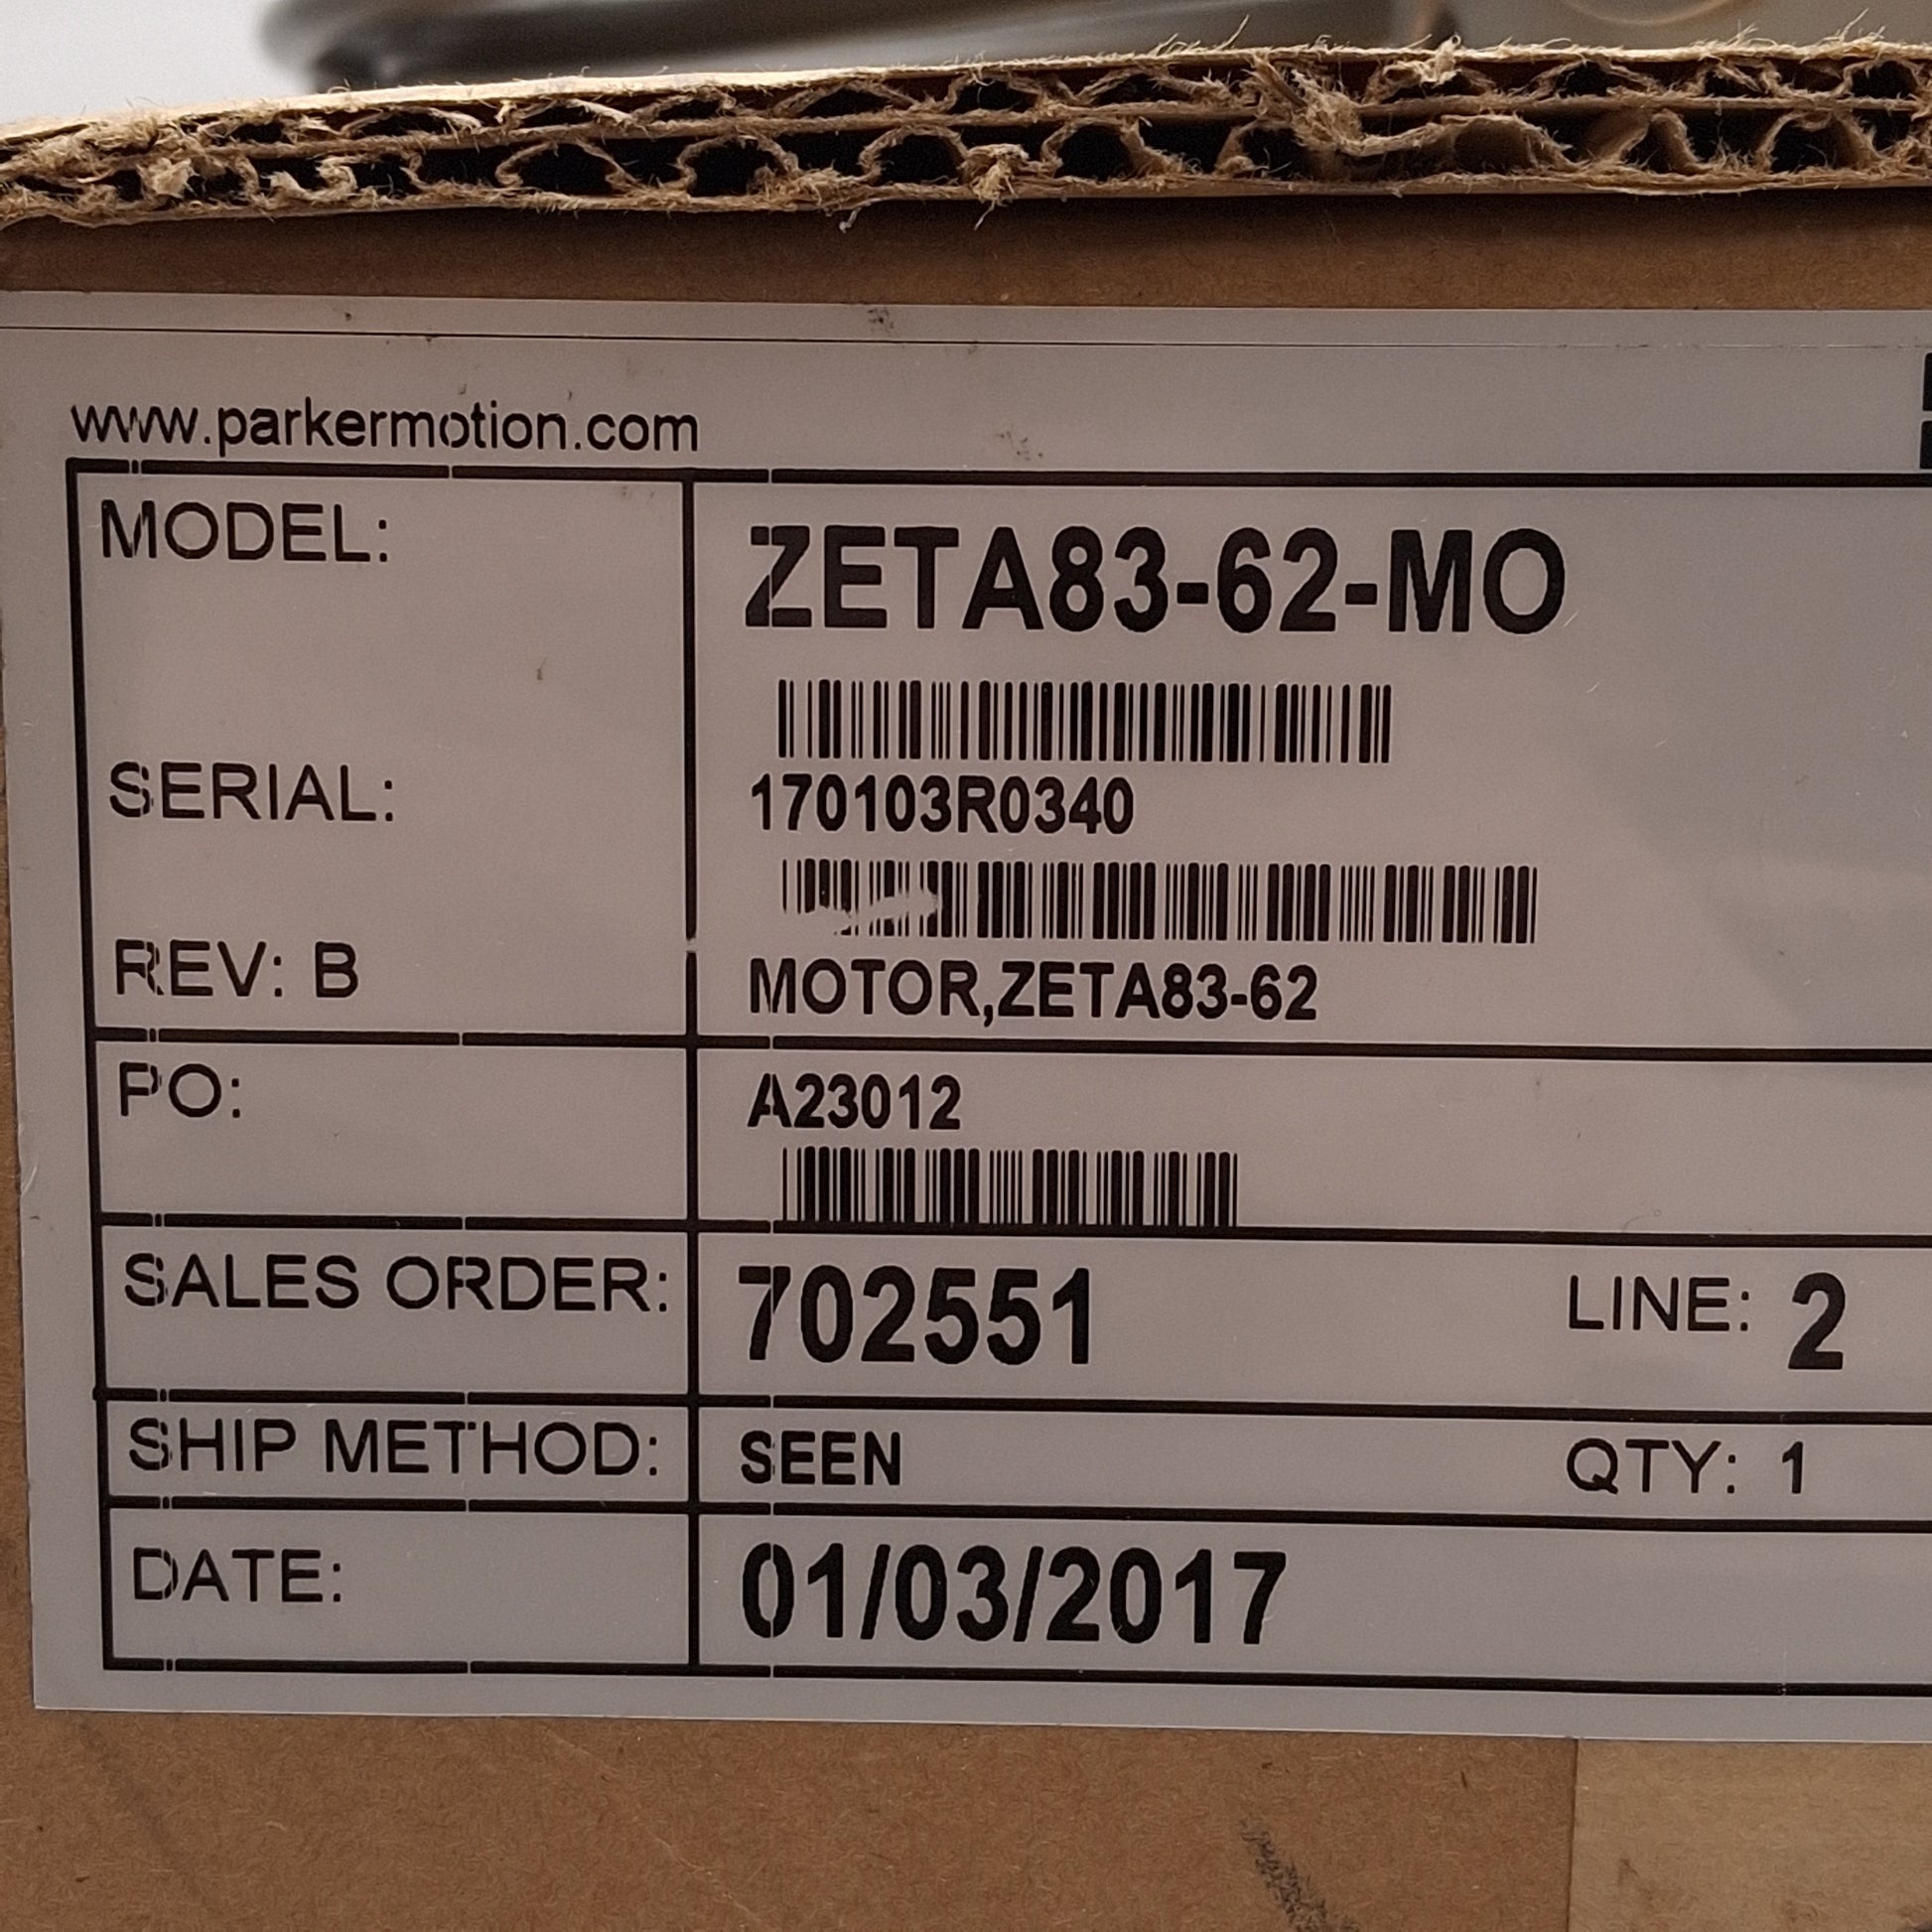 www.parkermotion.com
MODEL: ZETA83-62-MO
SERIAL: 170103R0340
REV: B MOTOR,ZETA83-62
PO: A23012
SALES ORDER: 702551 LINE: 2
SHIP METHOD: SEEN QTY: 1
DATE: 01/03/2017